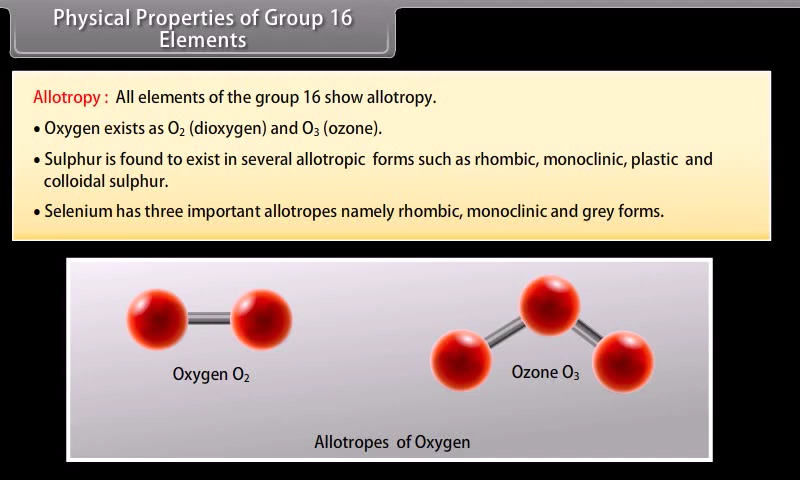 Physical Properties of Group 16
Elements
Allotropy : All elements of the group 16 show allotropy.
• Oxygen exists as O₂ (dioxygen) and O₃ (ozone).
• Sulphur is found to exist in several allotropic forms such as rhombic, monoclinic, plastic and
colloidal sulphur.
• Selenium has three important allotropes namely rhombic, monoclinic and grey forms.
Oxygen O₂
Ozone O₃
Allotropes of Oxygen